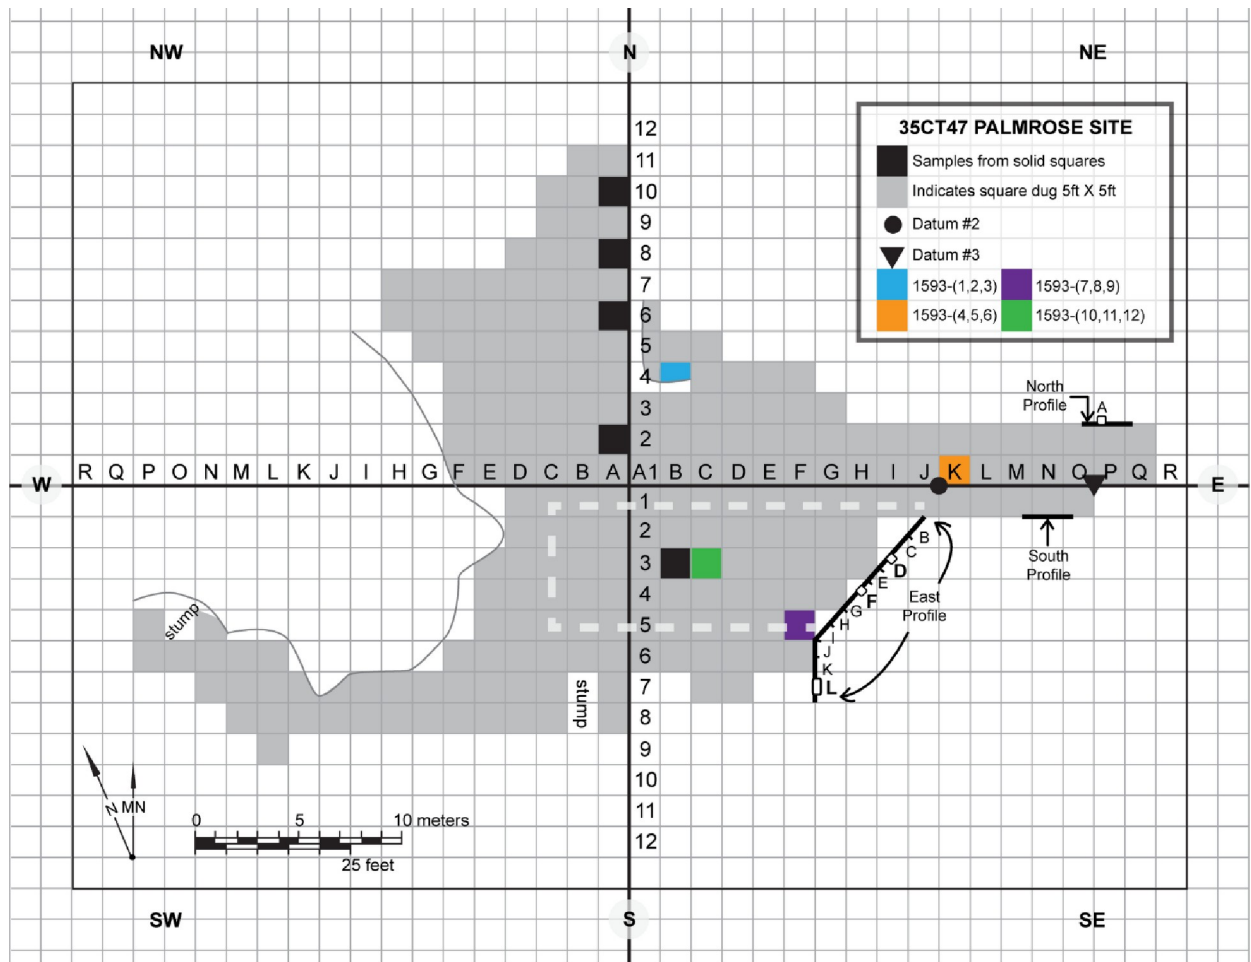 NW
N
NE
35CT47 PALMROSE SITE
Samples from solid squares
Indicates square dug 5ft X 5ft
Datum #2
Datum #3
1593-(1,2,3)
1593-(7,8,9)
1593-(4,5,6)
1593-(10,11,12)
12
11
10
9
8
7
6
5
4
3
2
North
Profile
A
W
R Q P O N M L K J I H G F E D C B A A1 B C D E F G H I J K L M N O P Q R
E
1
2
3
4
5
6
7
8
9
10
11
12
B
C
D
E
F
G
H
I
J
K
L
East
Profile
South
Profile
stump
stump
N
MN
0 5 10 meters
25 feet
SW
S
SE